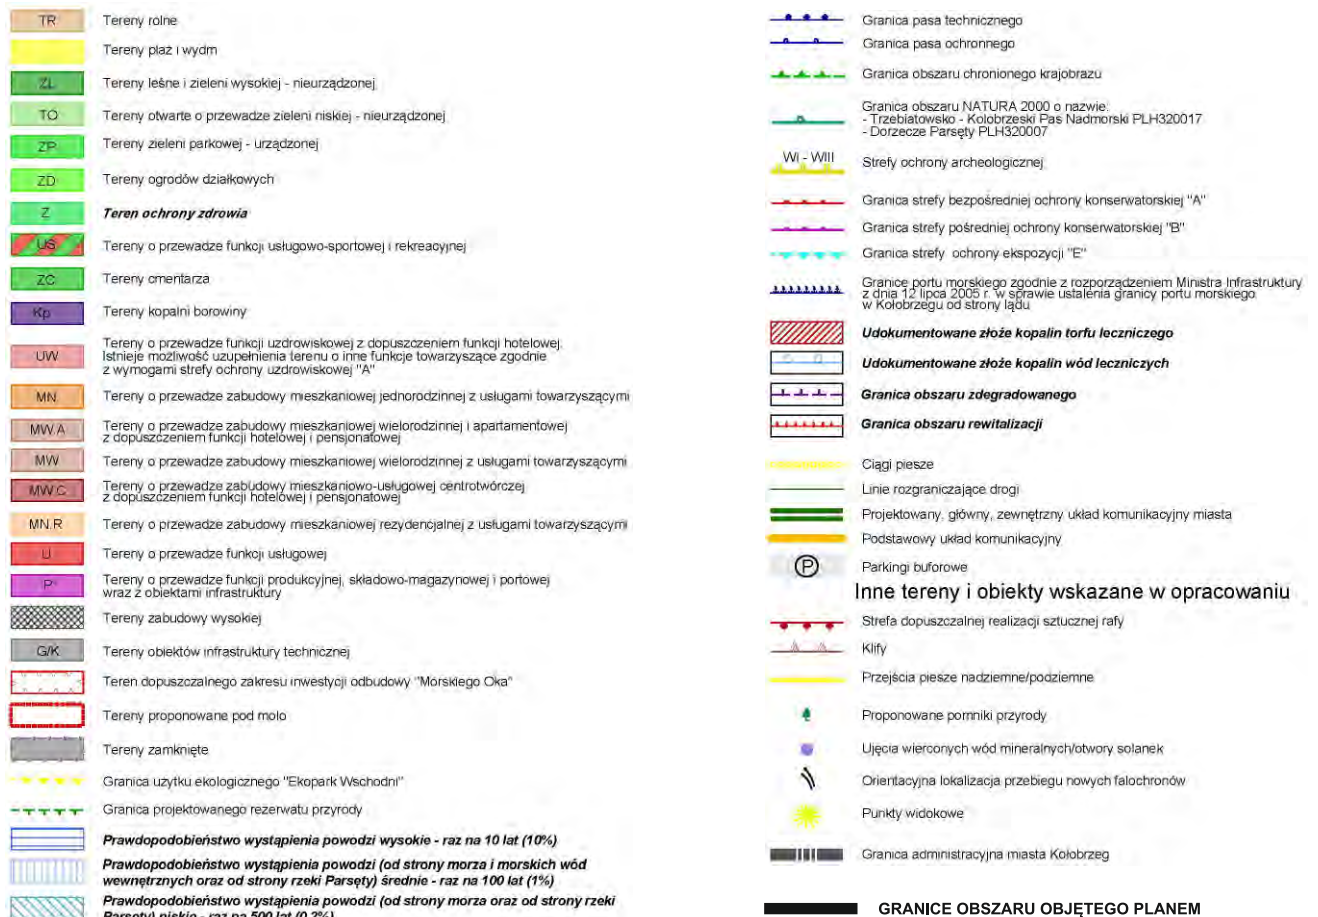 TR Tereny rolne
Tereny plaż i wydm
ZL Tereny leśne i zieleni wysokiej - nieurządzonej
TO Tereny otwarte o przewadze zieleni niskiej - nieurządzonej
ZP Tereny zieleni parkowej - urządzonej
ZD Tereny ogrodów działkowych
Z Teren ochrony zdrowia
US Tereny o przewadze funkcji usługowo-sportowej i rekreacyjnej
ZC Tereny cmentarza
Kp Tereny kopalni borowiny
Tereny o przewadze funkcji uzdrowiskowej z dopuszczeniem funkcji hotelowej.
UW Istnieje możliwość uzupełnienia terenu o inne funkcje towarzyszące zgodnie
z wymogami strefy ochrony uzdrowiskowej "A"
MN Tereny o przewadze zabudowy mieszkaniowej jednorodzinnej z usługami towarzyszącymi
MW.A Tereny o przewadze zabudowy mieszkaniowej wielorodzinnej i apartamentowej
z dopuszczeniem funkcji hotelowej i pensjonatowej
MW Tereny o przewadze zabudowy mieszkaniowej wielorodzinnej z usługami towarzyszącymi
MW.C Tereny o przewadze zabudowy mieszkaniowo-usługowej centrotwórczej
z dopuszczeniem funkcji hotelowej i pensjonatowej
MN.R Tereny o przewadze zabudowy mieszkaniowej rezydencjalnej z usługami towarzyszącymi
U Tereny o przewadze funkcji usługowej
P Tereny o przewadze funkcji produkcyjnej, składowo-magazynowej i portowej
wraz z obiektami infrastruktury
Tereny zabudowy wysokiej
G/K Tereny obiektów infrastruktury technicznej
Teren dopuszczalnego zakresu inwestycji odbudowy "Morskiego Oka"
Tereny proponowane pod molo
Tereny zamknięte
Granica użytku ekologicznego "Ekopark Wschodni"
Granica projektowanego rezerwatu przyrody
Prawdopodobieństwo wystąpienia powodzi wysokie - raz na 10 lat (10%)
Prawdopodobieństwo wystąpienia powodzi (od strony morza i morskich wód
wewnętrznych oraz od strony rzeki Parsęty) średnie - raz na 100 lat (1%)
Prawdopodobieństwo wystąpienia powodzi (od strony morza oraz od strony rzeki
Parsęty) niskie - raz na 500 lat (0,2%)
Granica pasa technicznego
Granica pasa ochronnego
Granica obszaru chronionego krajobrazu
Granica obszaru NATURA 2000 o nazwie:
- Trzebiatowsko - Kołobrzeski Pas Nadmorski PLH320017
- Dorzecze Parsęty PLH320007
WI - WIII Strefy ochrony archeologicznej
Granica strefy bezpośredniej ochrony konserwatorskiej "A"
Granica strefy pośredniej ochrony konserwatorskiej "B"
Granica strefy ochrony ekspozycji "E"
Granice portu morskiego zgodnie z rozporządzeniem Ministra Infrastruktury
z dnia 12 lipca 2005 r. w sprawie ustalenia granicy portu morskiego
w Kołobrzegu od strony lądu
Udokumentowane złoże kopalin torfu leczniczego
Udokumentowane złoże kopalin wód leczniczych
Granica obszaru zdegradowanego
Granica obszaru rewitalizacji
Ciągi piesze
Linie rozgraniczające drogi
Projektowany, główny, zewnętrzny układ komunikacyjny miasta
Podstawowy układ komunikacyjny
P Parkingi buforowe
Inne tereny i obiekty wskazane w opracowaniu
Strefa dopuszczalnej realizacji sztucznej rafy
Klify
Przejścia piesze nadziemne/podziemne
Proponowane pomniki przyrody
Ujęcia wierconych wód mineralnych/otwory solanek
Orientacyjna lokalizacja przebiegu nowych falochronów
Punkty widokowe
Granica administracyjna miasta Kołobrzeg
GRANICE OBSZARU OBJĘTEGO PLANEM